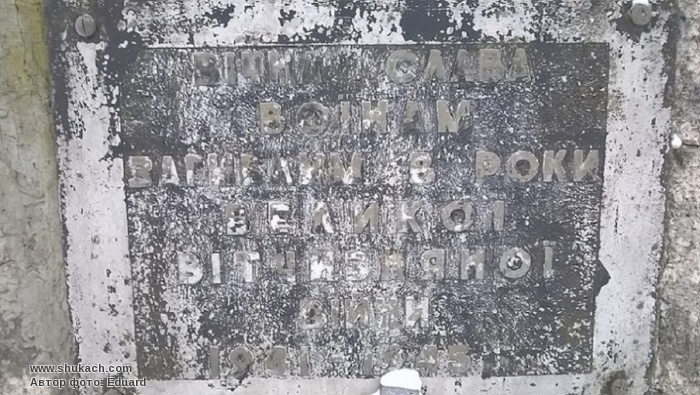 ВІЧНА СЛАВА
ВОЇНАМ
ЗАГИБЛИМ В РОКИ
ВЕЛИКОЇ
ВІТЧИЗНЯНОЇ
ВІЙНИ
1941-1945
www.shukach.com
Автор фото: Eduard